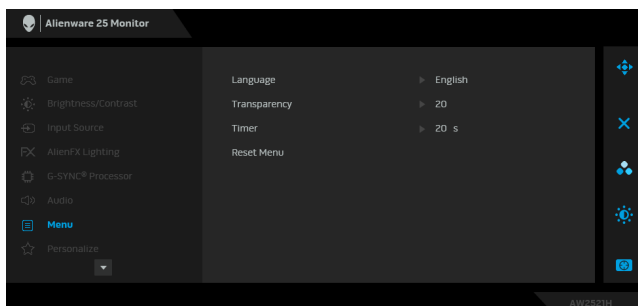 Alienware 25 Monitor
Game
Brightness/Contrast
Input Source
AlienFX Lighting
G-SYNC® Processor
Audio
Menu
Personalize
Language English
Transparency 20
Timer 20 s
Reset Menu
AW2521H